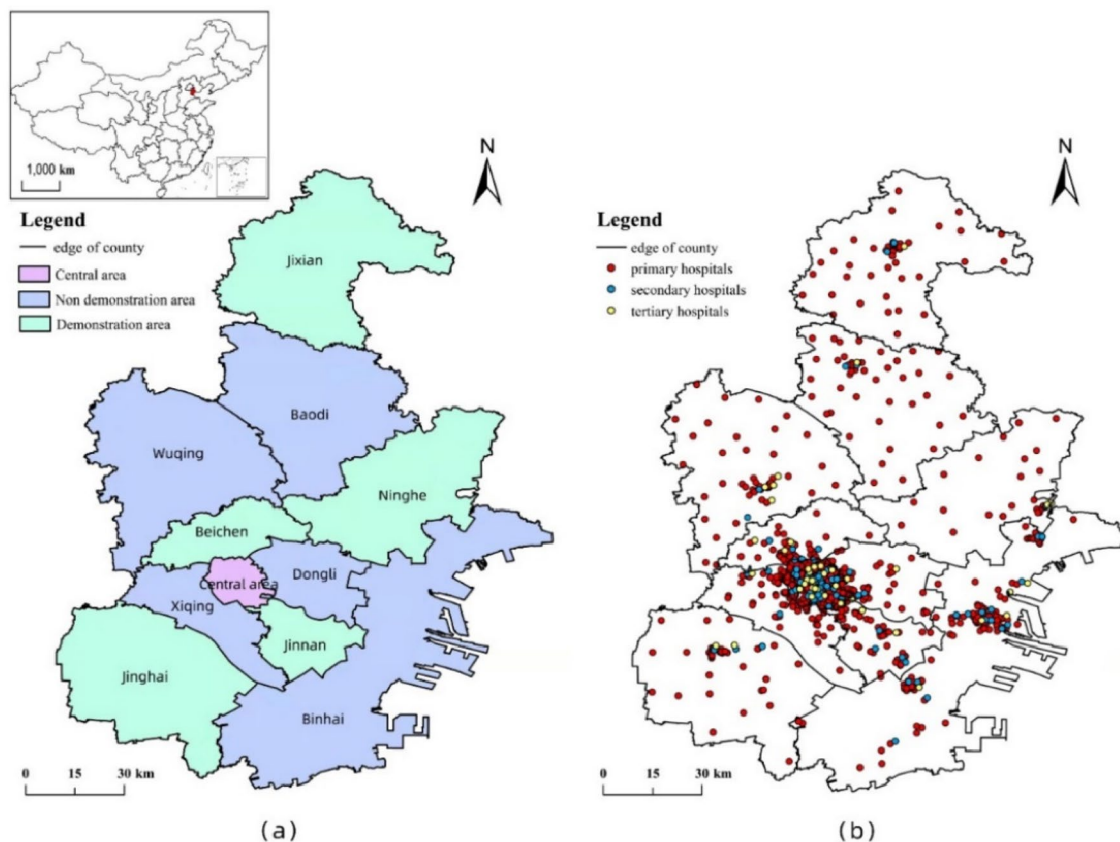 1,000 km
N
Legend
edge of county
Central area
Non demonstration area
Demonstration area
Jixian
Baodi
Wuqing
Ninghe
Beichen
Central area
Dongli
Xiqing
Jinnan
Jinghai
Binhai
0 15 30 km
(a)
N
Legend
edge of county
primary hospitals
secondary hospitals
tertiary hospitals
0 15 30 km
(b)